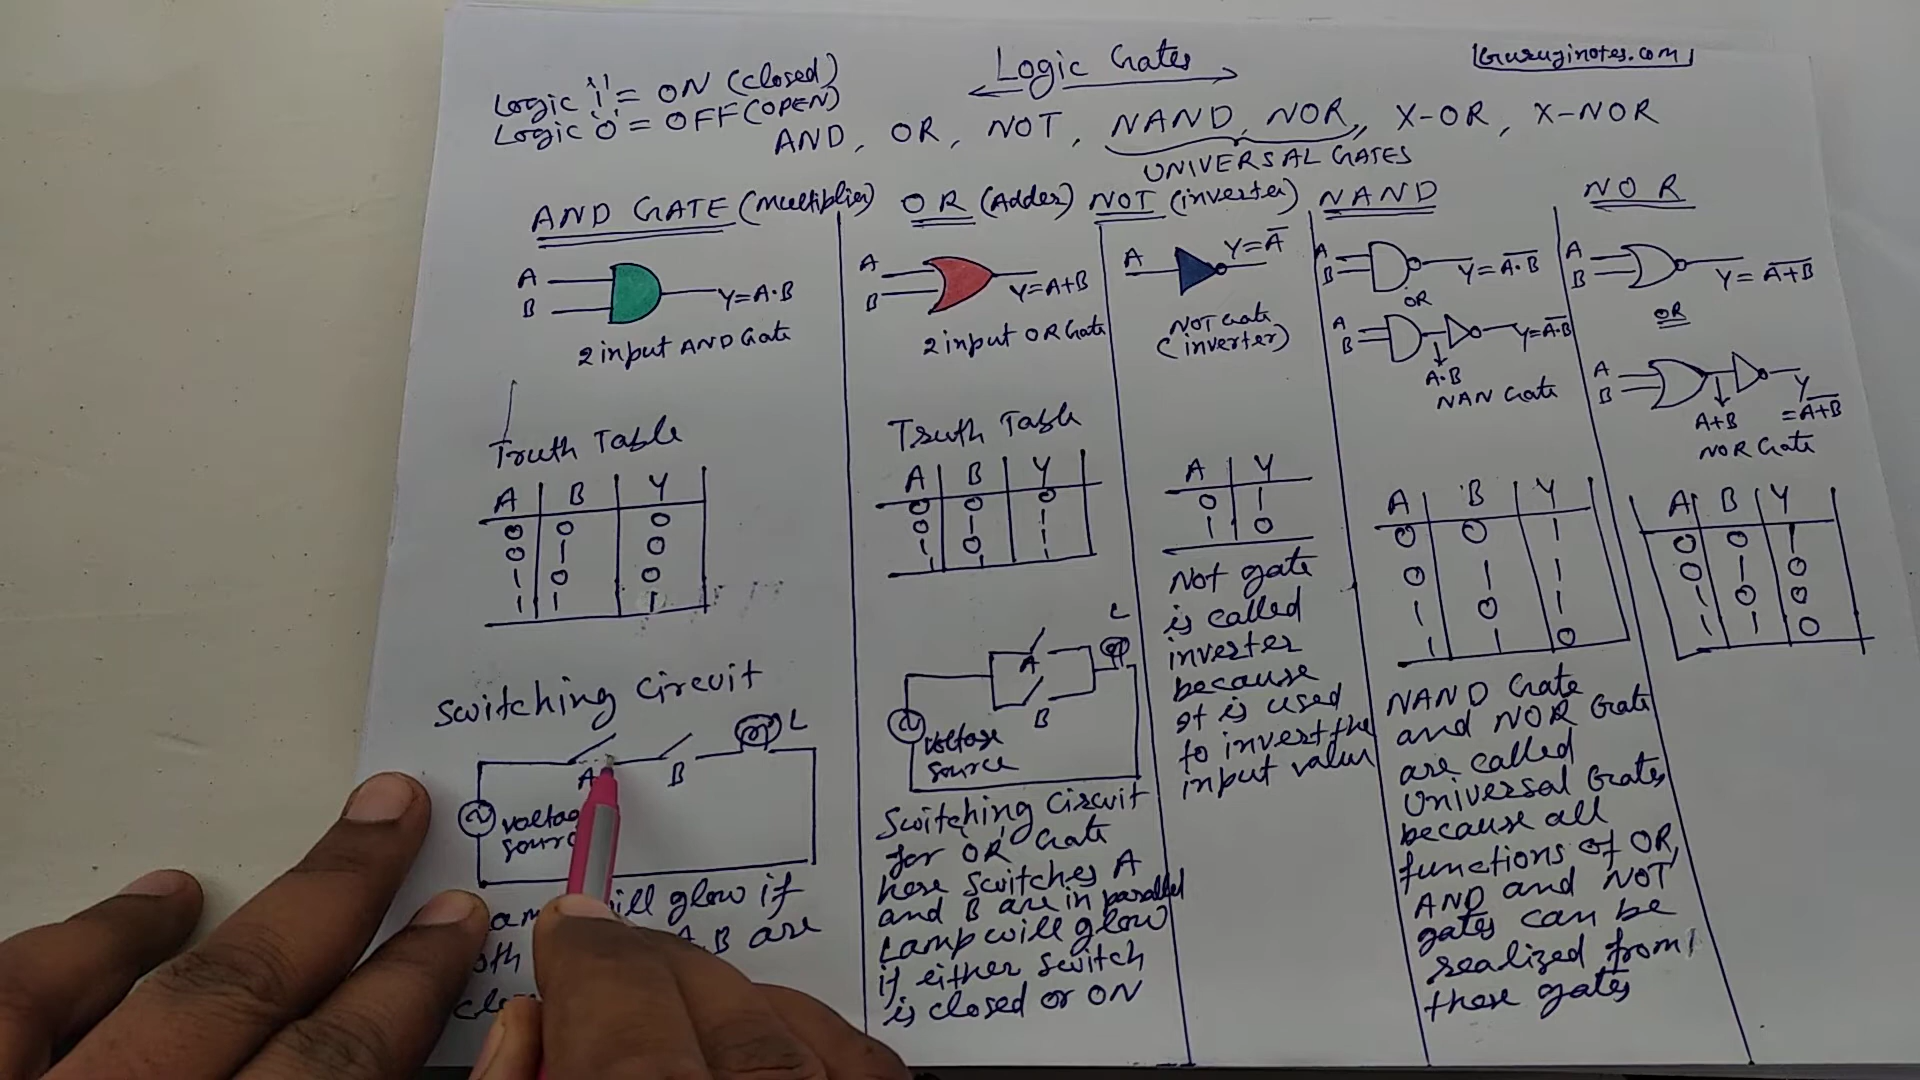 Logic '1' = ON (closed)
Logic '0' = OFF (OPEN)
Logic Gates
Guruginotes.com
AND, OR, NOT, NAND, NOR, X-OR, X-NOR
UNIVERSAL GATES
AND GATE (Multiplier)
A
B
Y=A·B
2 input AND Gate
Truth Table
A B Y
0 0 0
0 1 0
1 0 0
1 1 1
Switching Circuit
A B L
ill glow if
A,B are
OR (Adder)
A
B
Y=A+B
2 input OR Gate
Truth Table
A B Y
0 0 0
0 1 1
1 0 1
1 1
L
A
B
voltage
source
Switching Circuit
for 'OR' Gate
here switches A
and B are in parallel
Lamp will glow
if either switch
is closed or ON
NOT (inverter)
A
Y=A̅
NOT Gate
(inverter)
A Y
0 1
1 0
Not gate
is called
inverter
because
it is used
to invert the
input value
NAND
A
B
Y=A̅·̅B̅
OR
A
B
Y=A̅·̅B̅
A·B
NAN Gate
A B Y
0 0 1
0 1 1
1 0 1
1 1 0
NAND Gate
and NOR Gate
are called
Universal Gates
because all
functions of OR,
AND and NOT
gates can be
realized from
these gates
NOR
A
B
Y=A̅+̅B̅
OR
A
B
Y
=A̅+̅B̅
A+B
NOR Gate
A B Y
0 0 1
0 1 0
1 0 0
1 1 0